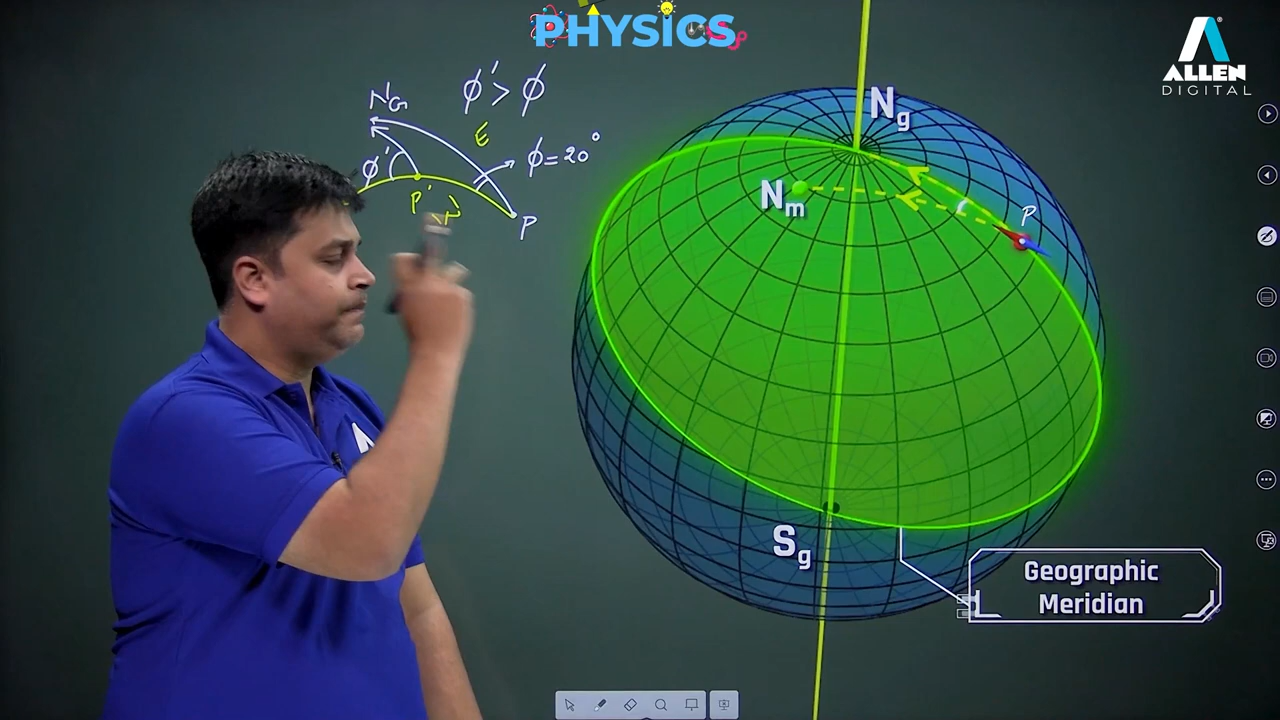 PHYSICS
ALLEN
DIGITAL
N_G
ϕ' > ϕ
E
ϕ = 20°
ϕ'
P'
P
N_g
N_m
P
S_g
Geographic
Meridian